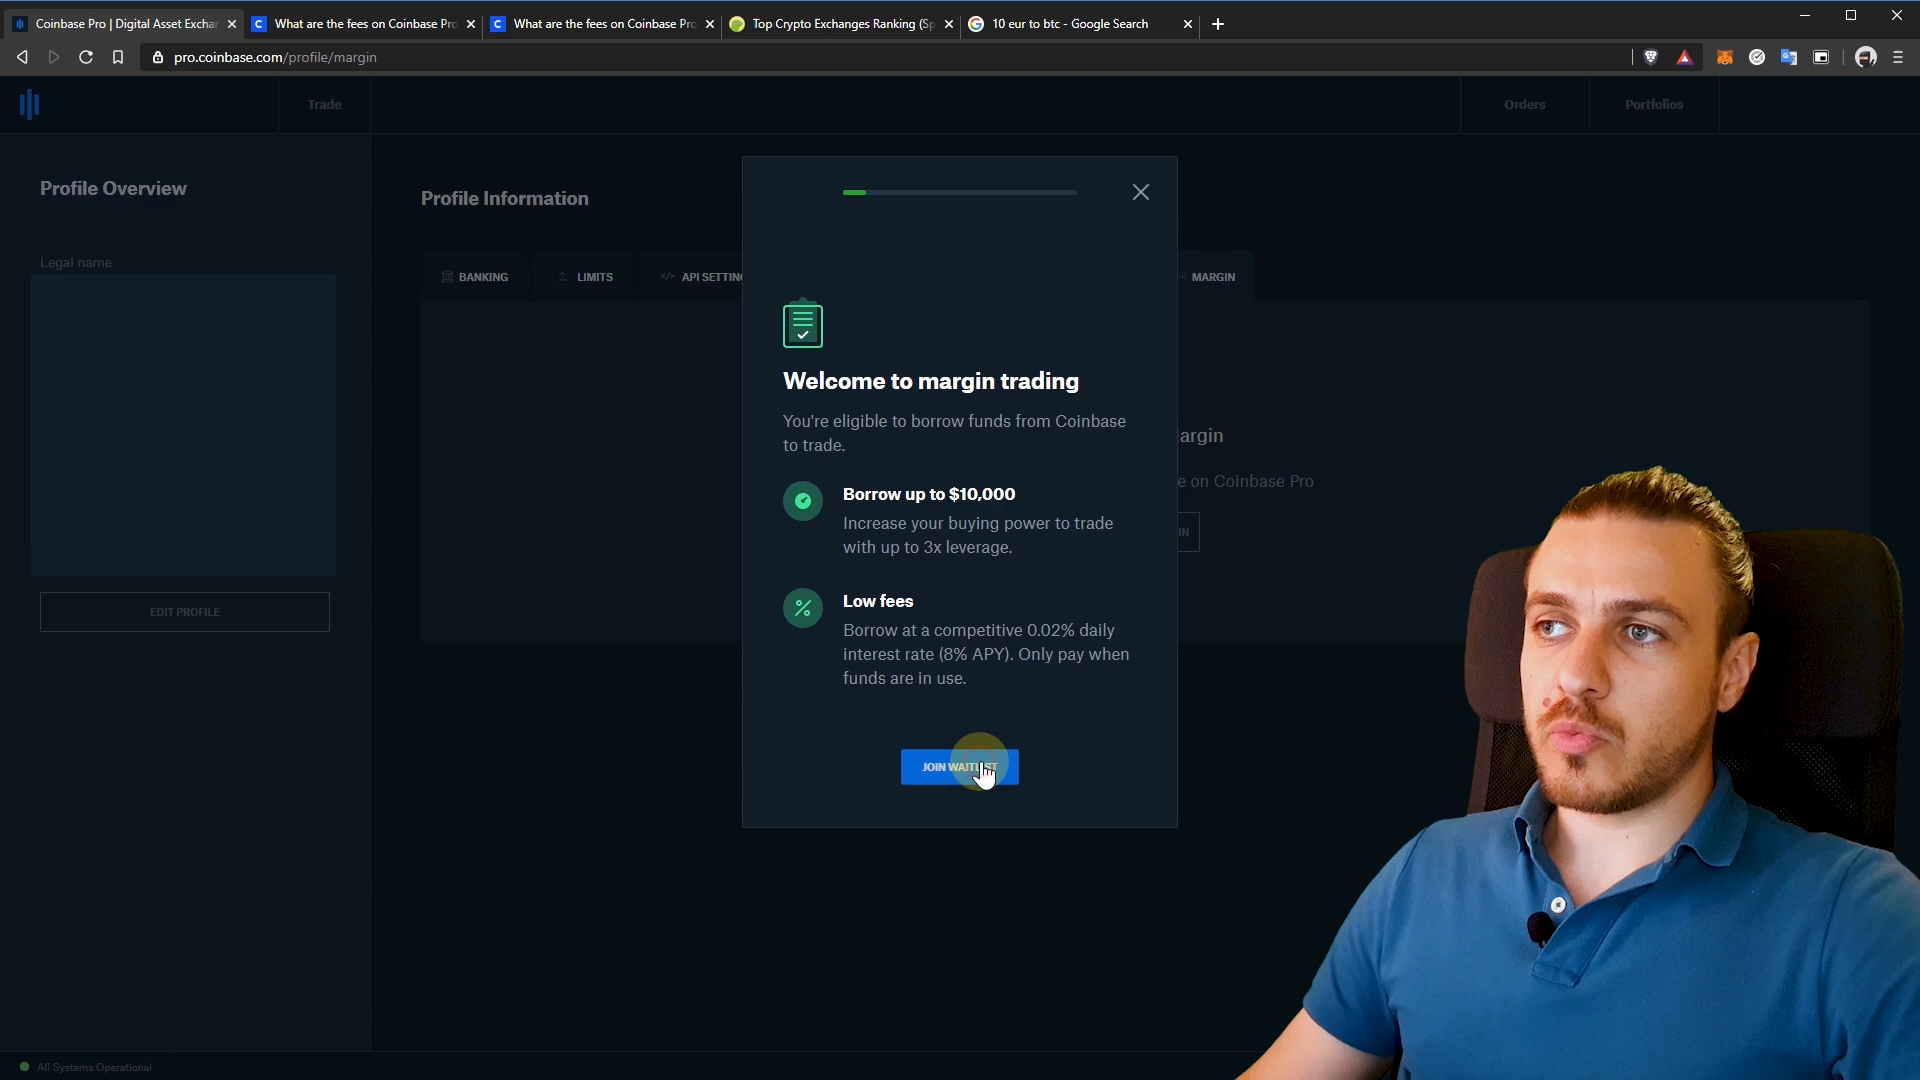 Coinbase Pro | Digital Asset Exchan
What are the fees on Coinbase Pro
What are the fees on Coinbase Pro
Top Crypto Exchanges Ranking (Sp
10 eur to btc - Google Search
pro.coinbase.com/profile/margin
Trade
Orders
Portfolios
Profile Overview
Profile Information
Legal name
BANKING
LIMITS
API SETTING
MARGIN
EDIT PROFILE
Welcome to margin trading
You're eligible to borrow funds from Coinbase
to trade.
Borrow up to $10,000
Increase your buying power to trade
with up to 3x leverage.
Low fees
Borrow at a competitive 0.02% daily
interest rate (8% APY). Only pay when
funds are in use.
JOIN WAITLIST
argin
e on Coinbase Pro
IN
All Systems Operational